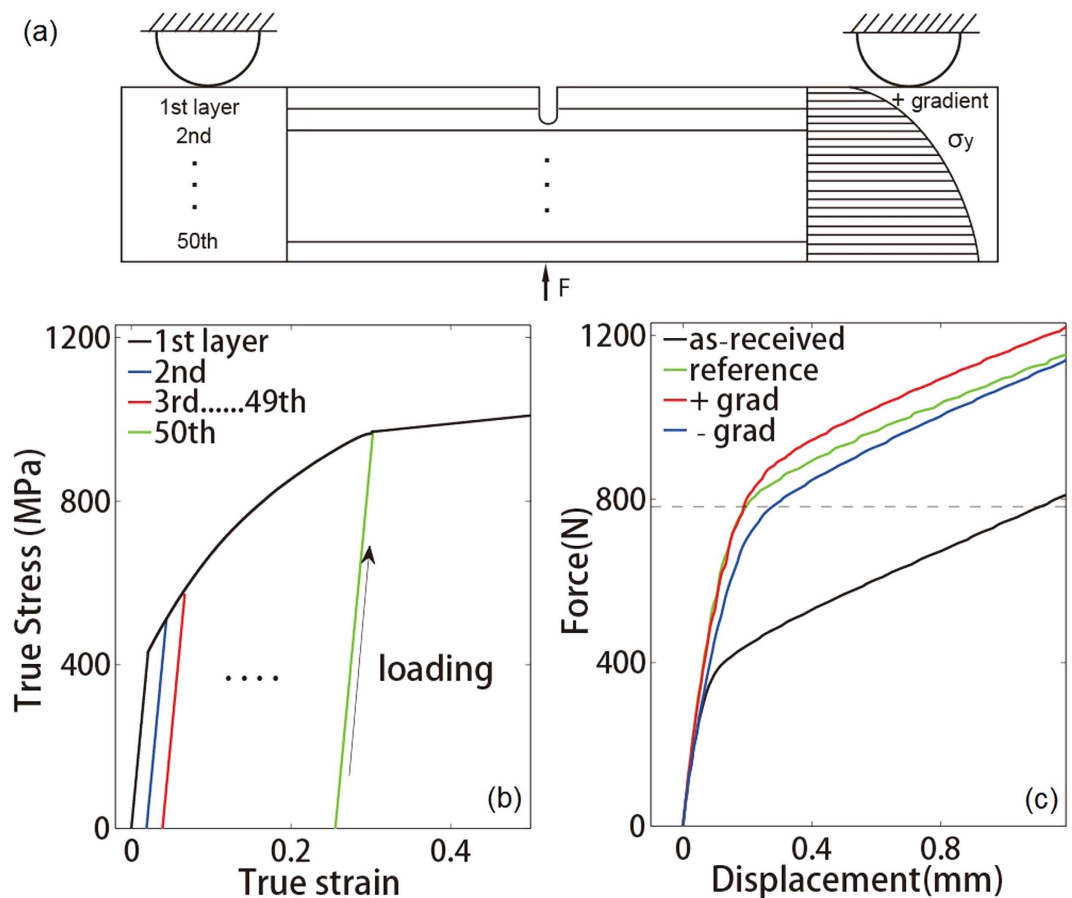 (a)
1st layer
2nd
50th
+ gradient
σy
F
1200
800
400
0
0
0.2
0.4
True Stress (MPa)
True strain
1st layer
2nd
3rd......49th
50th
loading
(b)
1200
800
400
0
0
0.4
0.8
Force(N)
Displacement(mm)
as-received
reference
+ grad
- grad
(c)